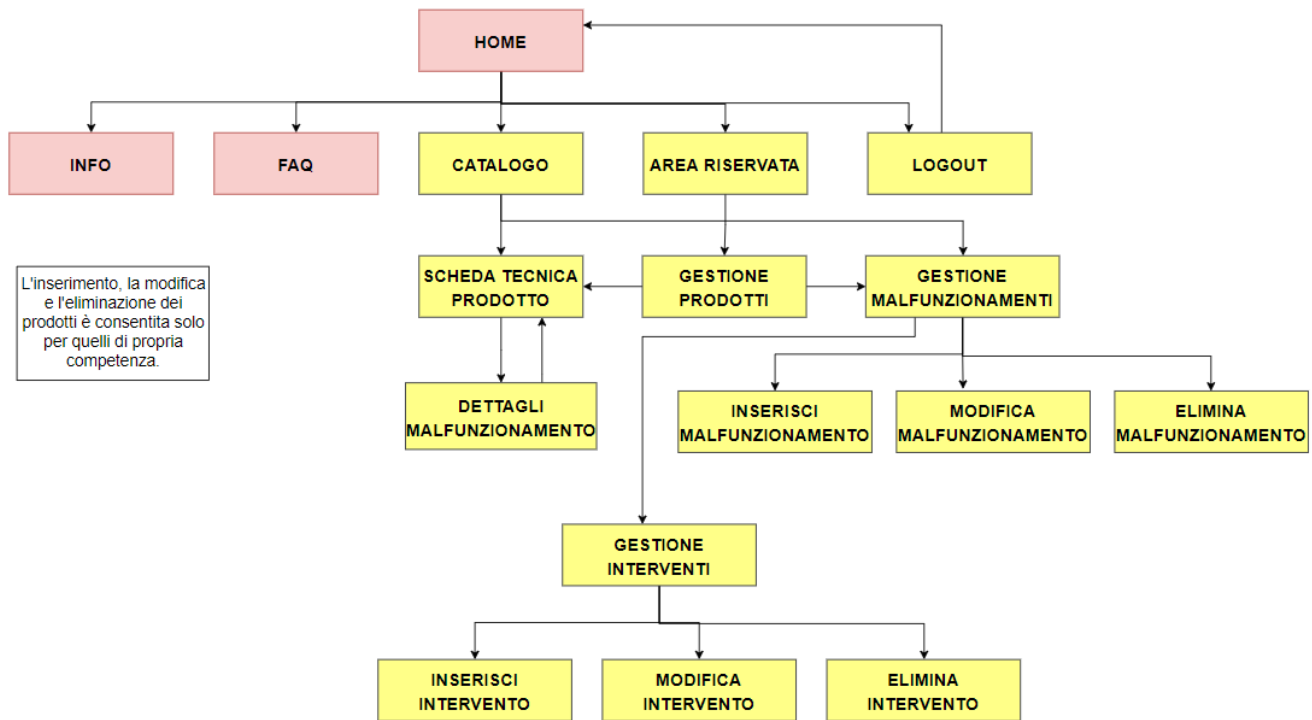 HOME
INFO
FAQ
CATALOGO
AREA RISERVATA
LOGOUT
L'inserimento, la modifica
e l'eliminazione dei
prodotti è consentita solo
per quelli di propria
competenza.
SCHEDA TECNICA
PRODOTTO
GESTIONE
PRODOTTI
GESTIONE
MALFUNZIONAMENTI
DETTAGLI
MALFUNZIONAMENTO
INSERISCI
MALFUNZIONAMENTO
MODIFICA
MALFUNZIONAMENTO
ELIMINA
MALFUNZIONAMENTO
GESTIONE
INTERVENTI
INSERISCI
INTERVENTO
MODIFICA
INTERVENTO
ELIMINA
INTERVENTO